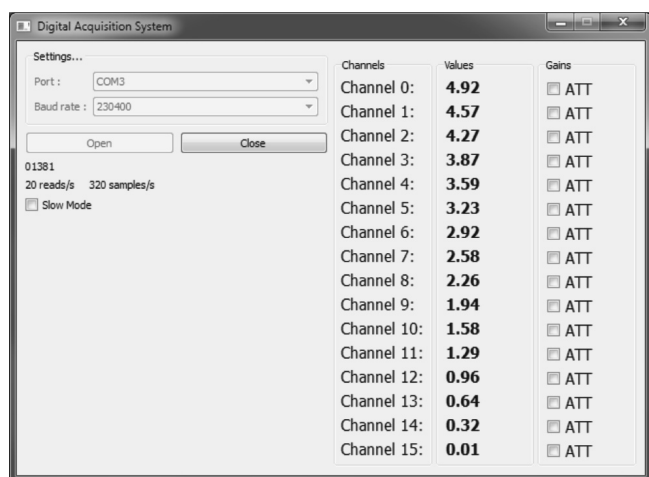 Digital Acquisition System
Settings...
Port : COM3
Baud rate : 230400
Open Close
01381
20 reads/s 320 samples/s
Slow Mode
Channels Values Gains
Channel 0: 4.92 ATT
Channel 1: 4.57 ATT
Channel 2: 4.27 ATT
Channel 3: 3.87 ATT
Channel 4: 3.59 ATT
Channel 5: 3.23 ATT
Channel 6: 2.92 ATT
Channel 7: 2.58 ATT
Channel 8: 2.26 ATT
Channel 9: 1.94 ATT
Channel 10: 1.58 ATT
Channel 11: 1.29 ATT
Channel 12: 0.96 ATT
Channel 13: 0.64 ATT
Channel 14: 0.32 ATT
Channel 15: 0.01 ATT